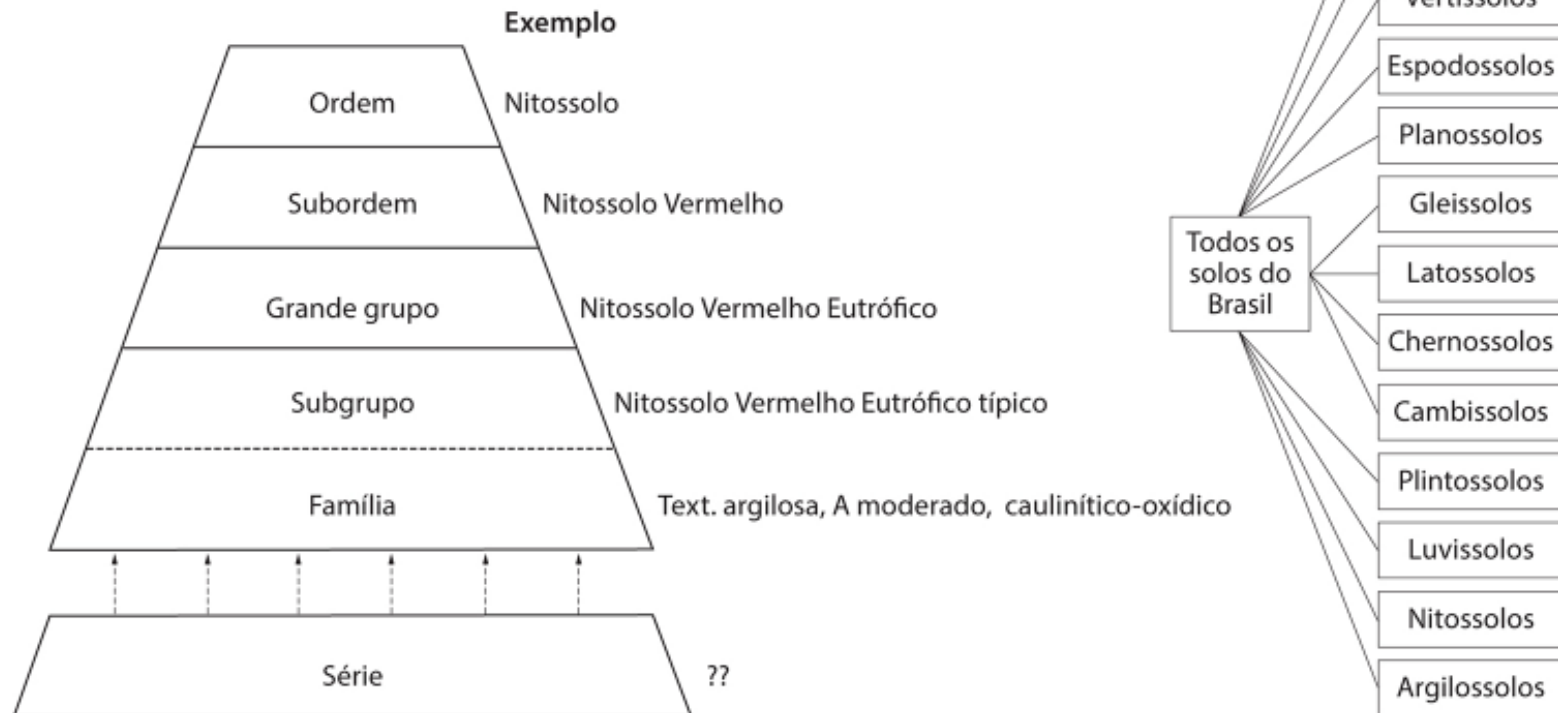 Exemplo
Ordem
Nitossolo
Subordem
Nitossolo Vermelho
Grande grupo
Nitossolo Vermelho Eutrófico
Subgrupo
Nitossolo Vermelho Eutrófico típico
Família
Text. argilosa, A moderado, caulinítico-oxídico
Série
??
Todos os
solos do
Brasil
Vertissolos
Espodossolos
Planossolos
Gleissolos
Latossolos
Chernossolos
Cambissolos
Plintossolos
Luvissolos
Nitossolos
Argilossolos